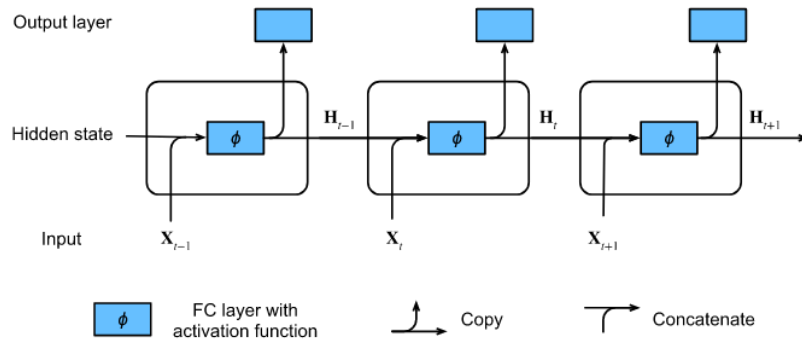 Output layer
Hidden state
ϕ
H_{t−1}
ϕ
H_t
ϕ
H_{t+1}
Input
X_{t−1}
X_t
X_{t+1}
ϕ
FC layer with
activation function
Copy
Concatenate